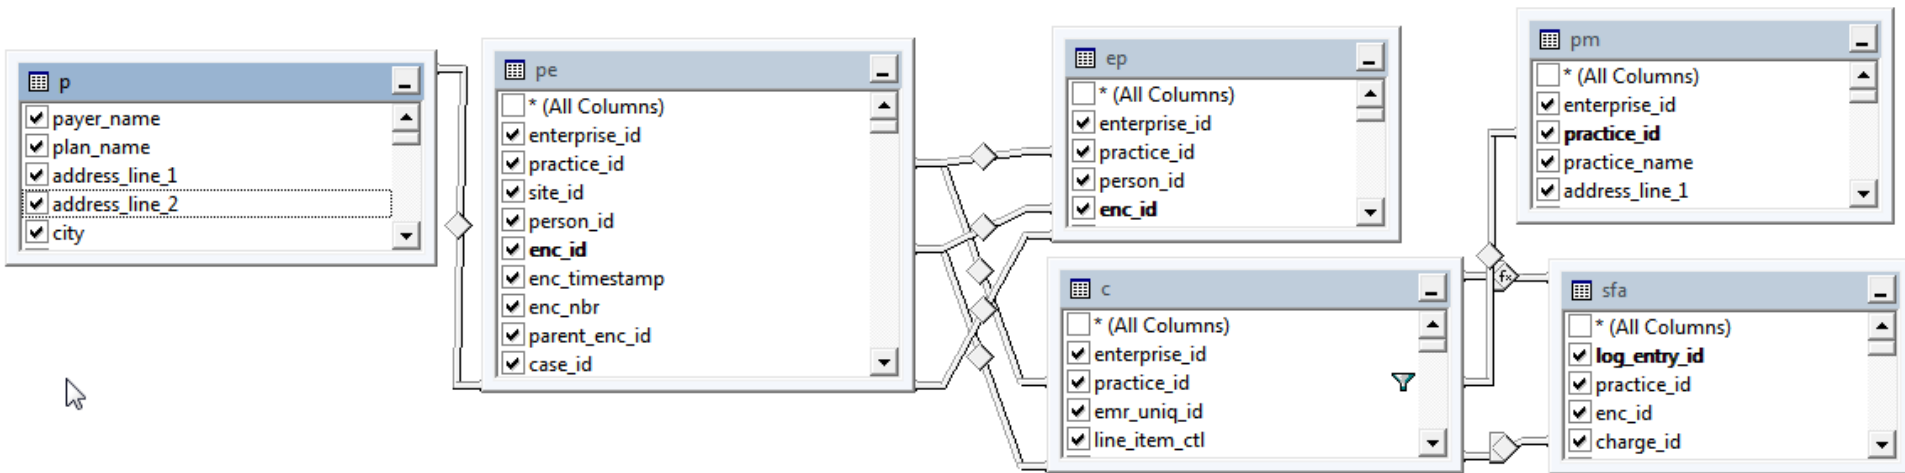 p
payer_name
plan_name
address_line_1
address_line_2
city
pe
* (All Columns)
enterprise_id
practice_id
site_id
person_id
enc_id
enc_timestamp
enc_nbr
parent_enc_id
case_id
ep
* (All Columns)
enterprise_id
practice_id
person_id
enc_id
c
* (All Columns)
enterprise_id
practice_id
emr_uniq_id
line_item_ctl
pm
* (All Columns)
enterprise_id
practice_id
practice_name
address_line_1
fx
sfa
* (All Columns)
log_entry_id
practice_id
enc_id
charge_id